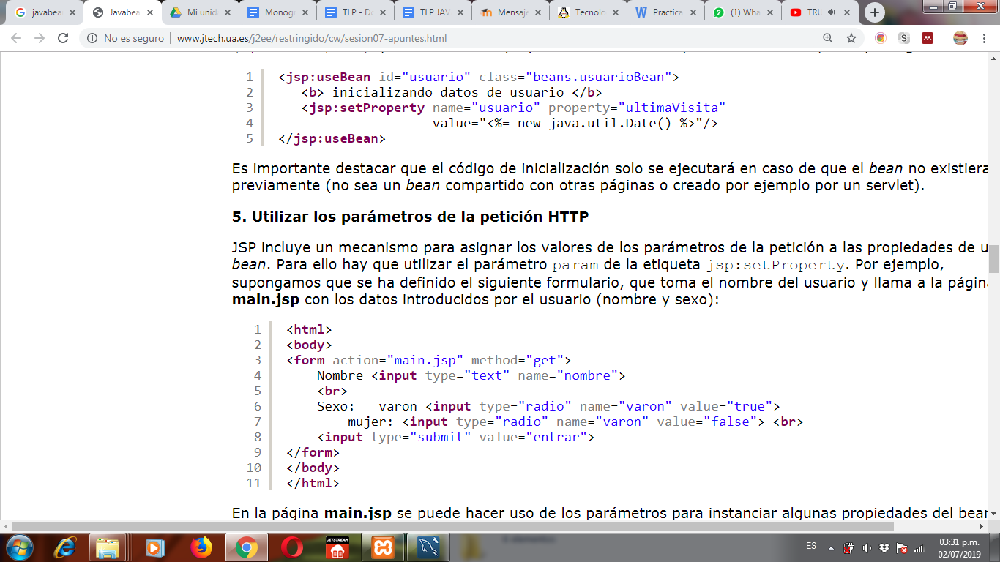 javabea
Javabea
Mi unid
Monogr
TLP - Do
TLP JAV
Mensaje
Tecnolo
Practica
(1) Wha
TRU
No es seguro | www.jtech.ua.es/j2ee/restringido/cw/sesion07-apuntes.html
1 <jsp:useBean id="usuario" class="beans.usuarioBean">
2 <b> inicializando datos de usuario </b>
3 <jsp:setProperty name="usuario" property="ultimaVisita"
4 value="<%= new java.util.Date() %>"/>
5 </jsp:useBean>
Es importante destacar que el código de inicialización solo se ejecutará en caso de que el bean no existiera
previamente (no sea un bean compartido con otras páginas o creado por ejemplo por un servlet).
5. Utilizar los parámetros de la petición HTTP
JSP incluye un mecanismo para asignar los valores de los parámetros de la petición a las propiedades de u
bean. Para ello hay que utilizar el parámetro param de la etiqueta jsp:setProperty. Por ejemplo,
supongamos que se ha definido el siguiente formulario, que toma el nombre del usuario y llama a la página
main.jsp con los datos introducidos por el usuario (nombre y sexo):
1 <html>
2 <body>
3 <form action="main.jsp" method="get">
4 Nombre <input type="text" name="nombre">
5 <br>
6 Sexo: varon <input type="radio" name="varon" value="true">
7 mujer: <input type="radio" name="varon" value="false"> <br>
8 <input type="submit" value="entrar">
9 </form>
10 </body>
11 </html>
En la página main.jsp se puede hacer uso de los parámetros para instanciar algunas propiedades del bean
JETSTREAM
ES
03:31 p.m.
02/07/2019